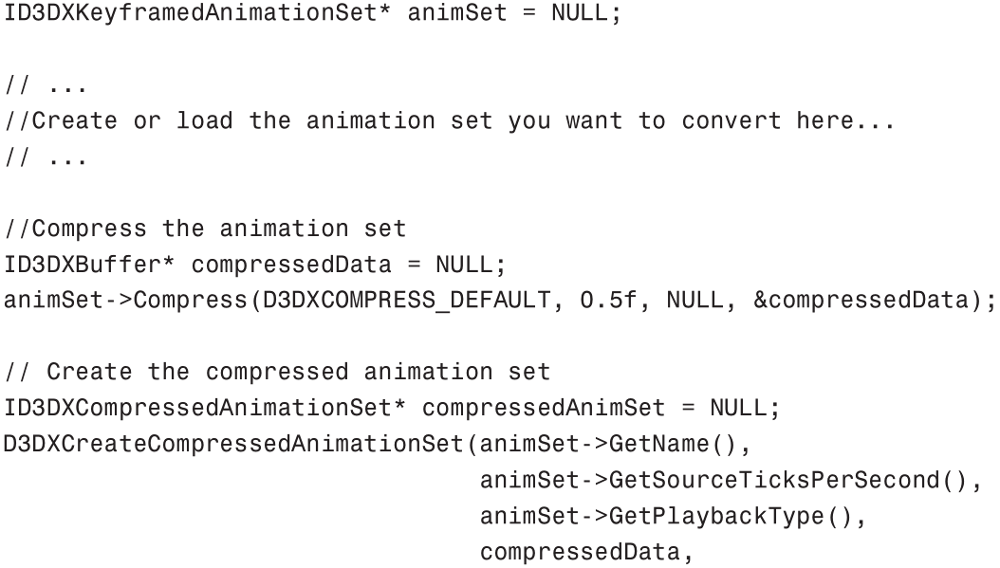 ID3DXKeyframedAnimationSet* animSet = NULL;
// ...
//Create or load the animation set you want to convert here...
// ...
//Compress the animation set
ID3DXBuffer* compressedData = NULL;
animSet->Compress(D3DXCOMPRESS_DEFAULT, 0.5f, NULL, &compressedData);
// Create the compressed animation set
ID3DXCompressedAnimationSet* compressedAnimSet = NULL;
D3DXCreateCompressedAnimationSet(animSet->GetName(),
animSet->GetSourceTicksPerSecond(),
animSet->GetPlaybackType(),
compressedData,